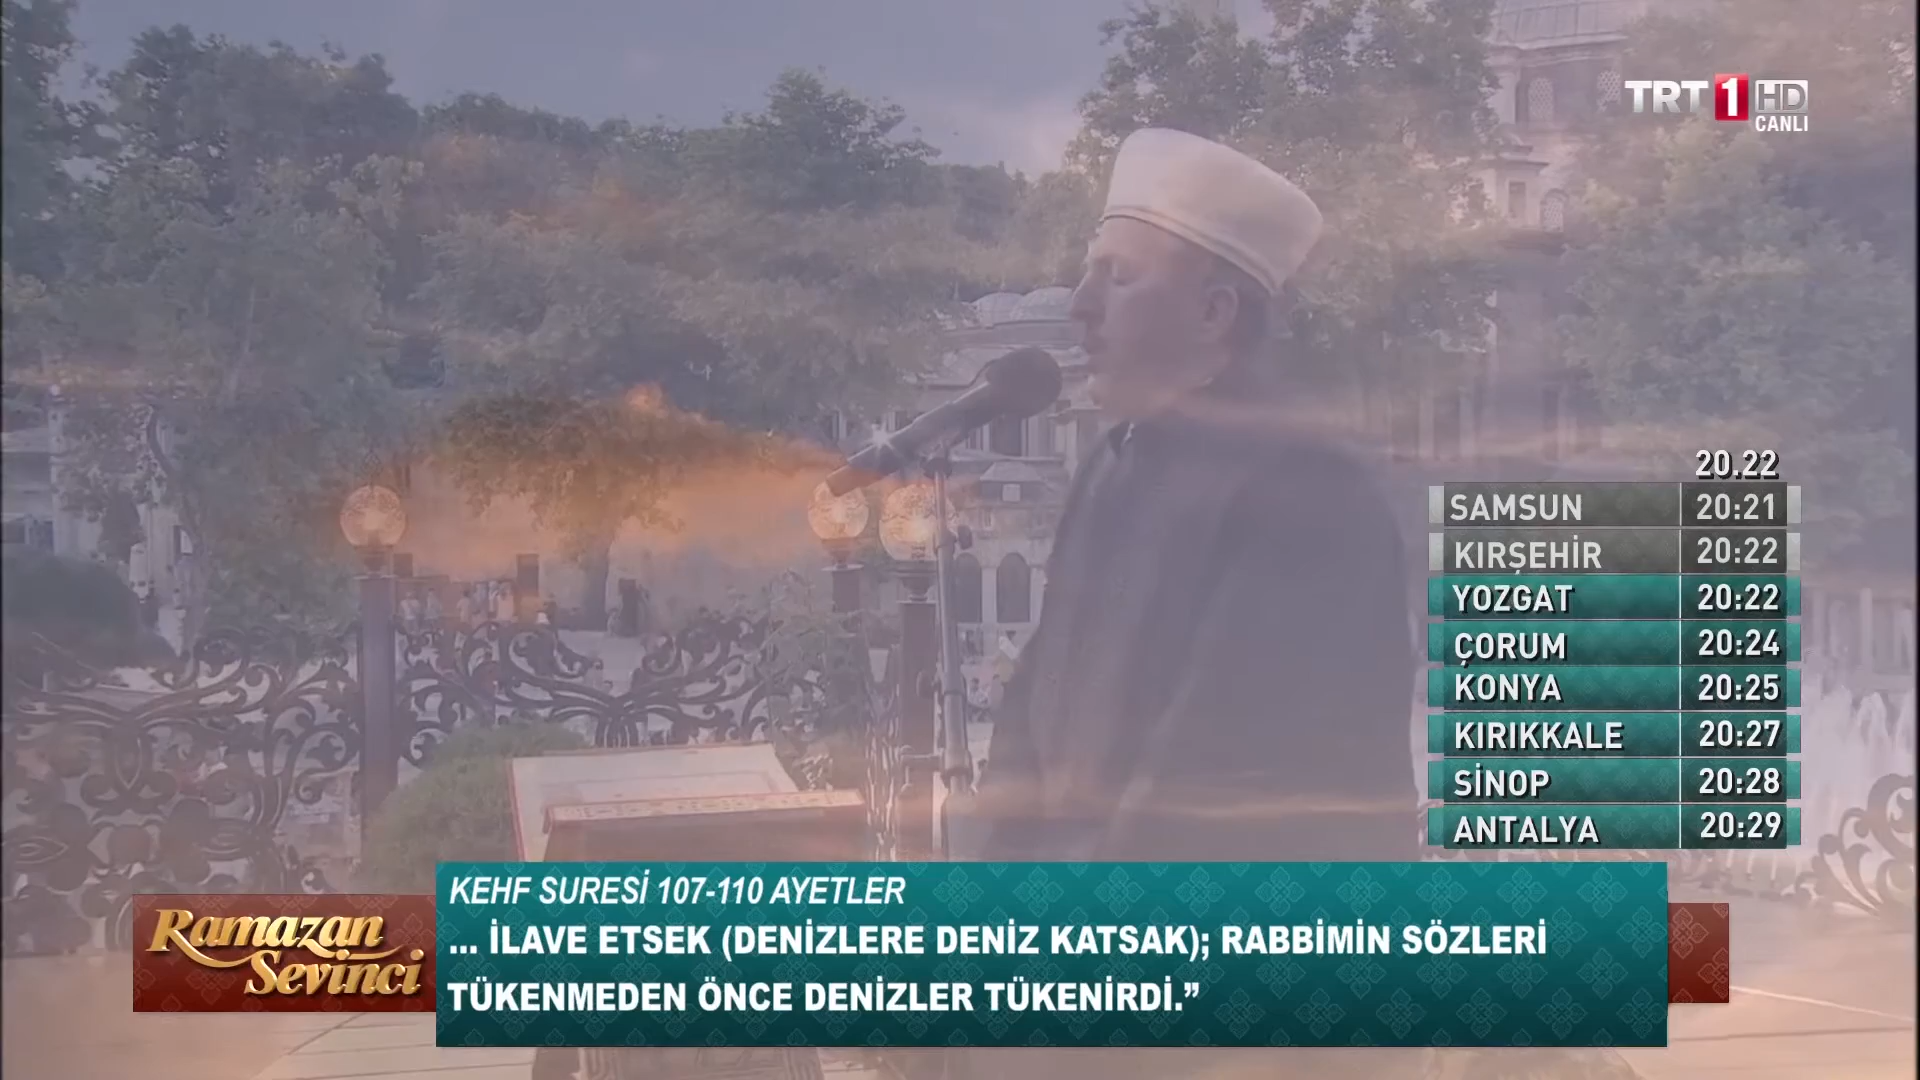 TRT 1 HD
CANLI
20.22
SAMSUN 20:21
KIRŞEHİR 20:22
YOZGAT 20:22
ÇORUM 20:24
KONYA 20:25
KIRIKKALE 20:27
SİNOP 20:28
ANTALYA 20:29
Ramazan
Sevinci
KEHF SURESİ 107-110 AYETLER
... İLAVE ETSEK (DENİZLERE DENİZ KATSAK); RABBİMİN SÖZLERİ
TÜKENMEDEN ÖNCE DENİZLER TÜKENİRDİ.”